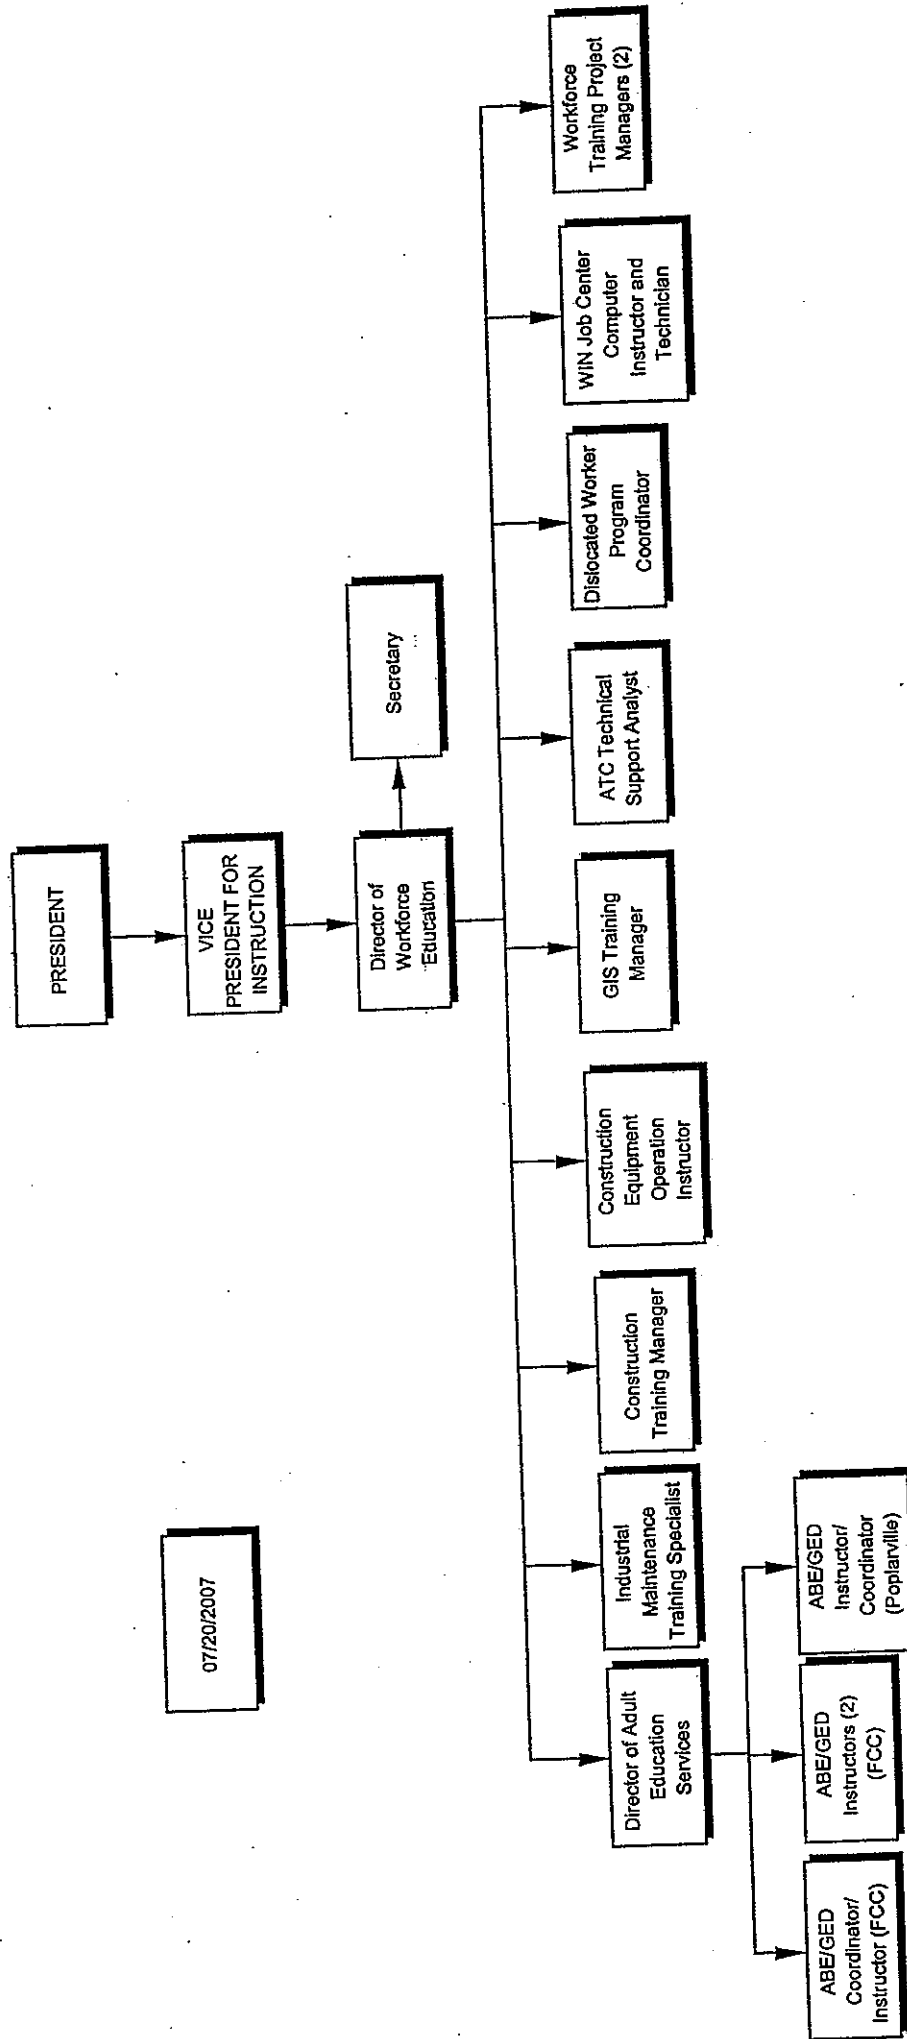 07/20/2007
PRESIDENT
VICE
PRESIDENT FOR
INSTRUCTION
Director of
Workforce
Education
Secretary
Director of Adult
Education
Services
Industrial
Maintenance
Training Specialist
Construction
Training Manager
Construction
Equipment
Operation
Instructor
GIS Training
Manager
ATC Technical
Support Analyst
Dislocated Worker
Program
Coordinator
WIN Job Center
Computer
Instructor and
Technician
Workforce
Training Project
Managers (2)
ABE/GED
Coordinator/
Instructor (FCC)
ABE/GED
Instructors (2)
(FCC)
ABE/GED
Instructor/
Coordinator
(Poplarville)